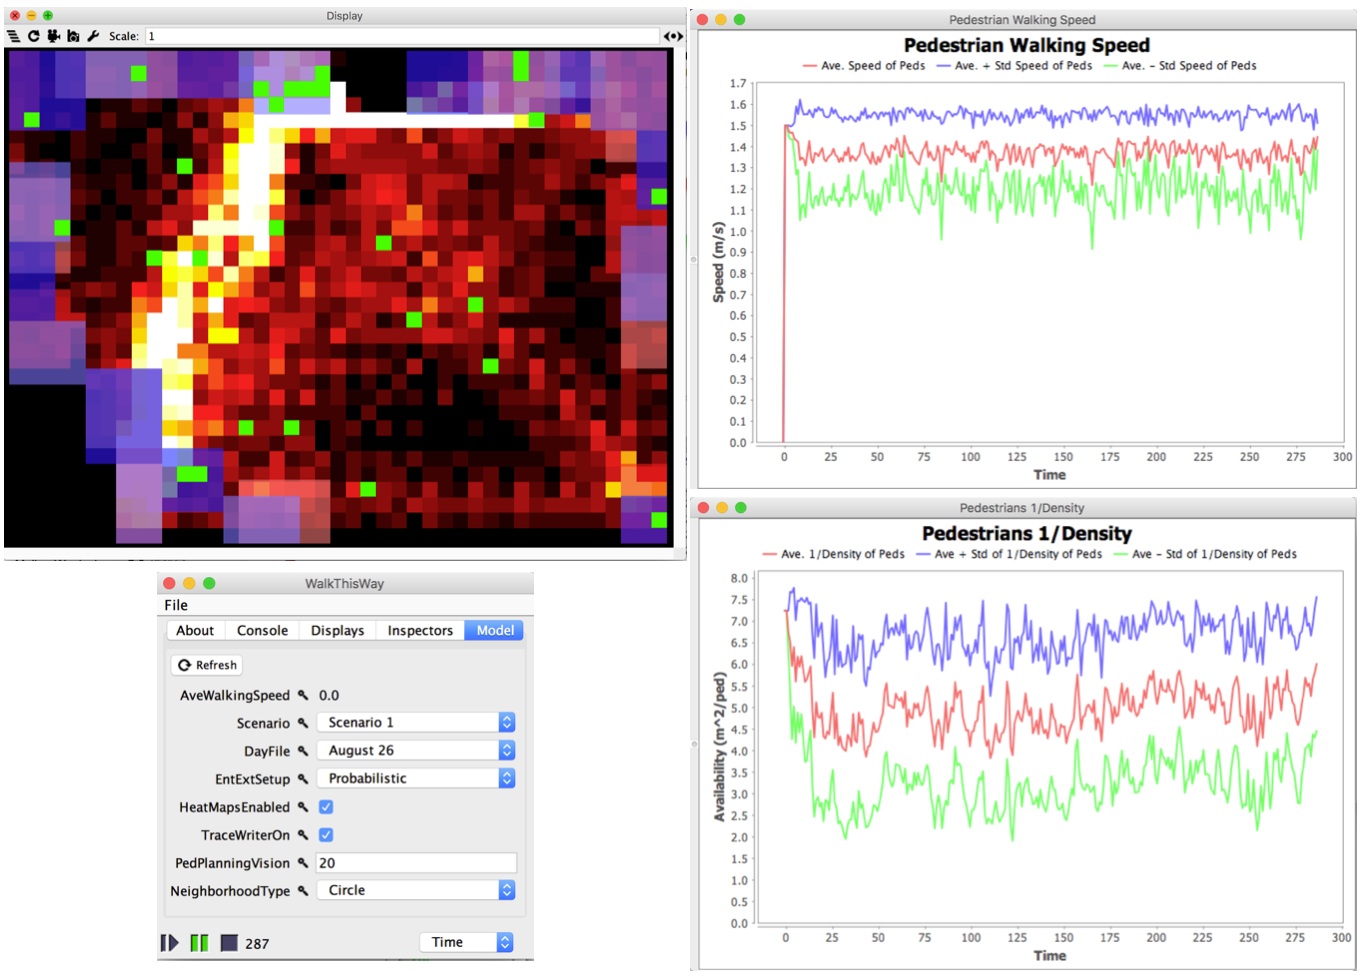 Display
Scale: 1
Pedestrian Walking Speed
Pedestrian Walking Speed
Ave. Speed of Peds Ave. + Std Speed of Peds Ave. - Std Speed of Peds
1.7
1.6
1.5
1.4
1.3
1.2
1.1
1.0
0.9
0.8
0.7
0.6
0.5
0.4
0.3
0.2
0.1
0.0
Speed (m/s)
0 25 50 75 100 125 150 175 200 225 250 275 300
Time
Pedestrians 1/Density
Pedestrians 1/Density
Ave. 1/Density of Peds Ave + Std of 1/Density of Peds Ave - Std of 1/Density of Peds
8.0
7.5
7.0
6.5
6.0
5.5
5.0
4.5
4.0
3.5
3.0
2.5
2.0
1.5
1.0
0.5
0.0
Availability (m^2/ped)
0 25 50 75 100 125 150 175 200 225 250 275 300
Time
WalkThisWay
File
About Console Displays Inspectors Model
Refresh
AveWalkingSpeed 0.0
Scenario Scenario 1
DayFile August 26
EntExtSetup Probabilistic
HeatMapsEnabled
TraceWriterOn
PedPlanningVision 20
NeighborhoodType Circle
287 Time